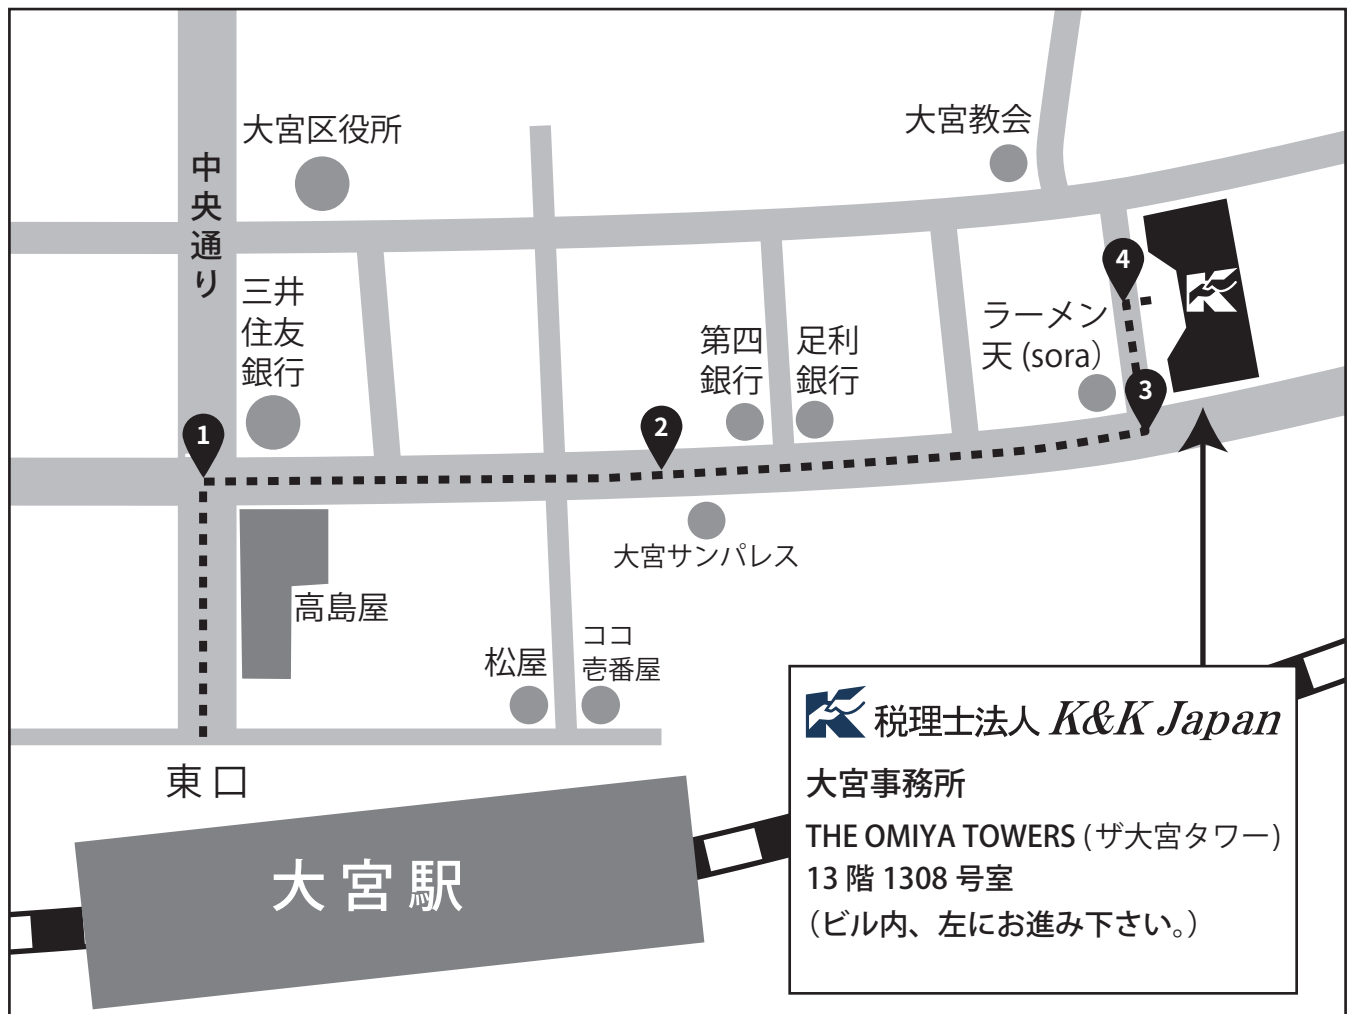 大宮区役所
大宮教会
中央通り
三井
住友
銀行
第四
銀行
足利
銀行
ラーメン
天 (sora)
4
3
2
1
大宮サンパレス
高島屋
松屋
ココ
壱番屋
東口
大宮駅
税理士法人 K&K Japan
大宮事務所
THE OMIYA TOWERS (ザ大宮タワー)
13 階 1308 号室
（ビル内、左にお進み下さい。）